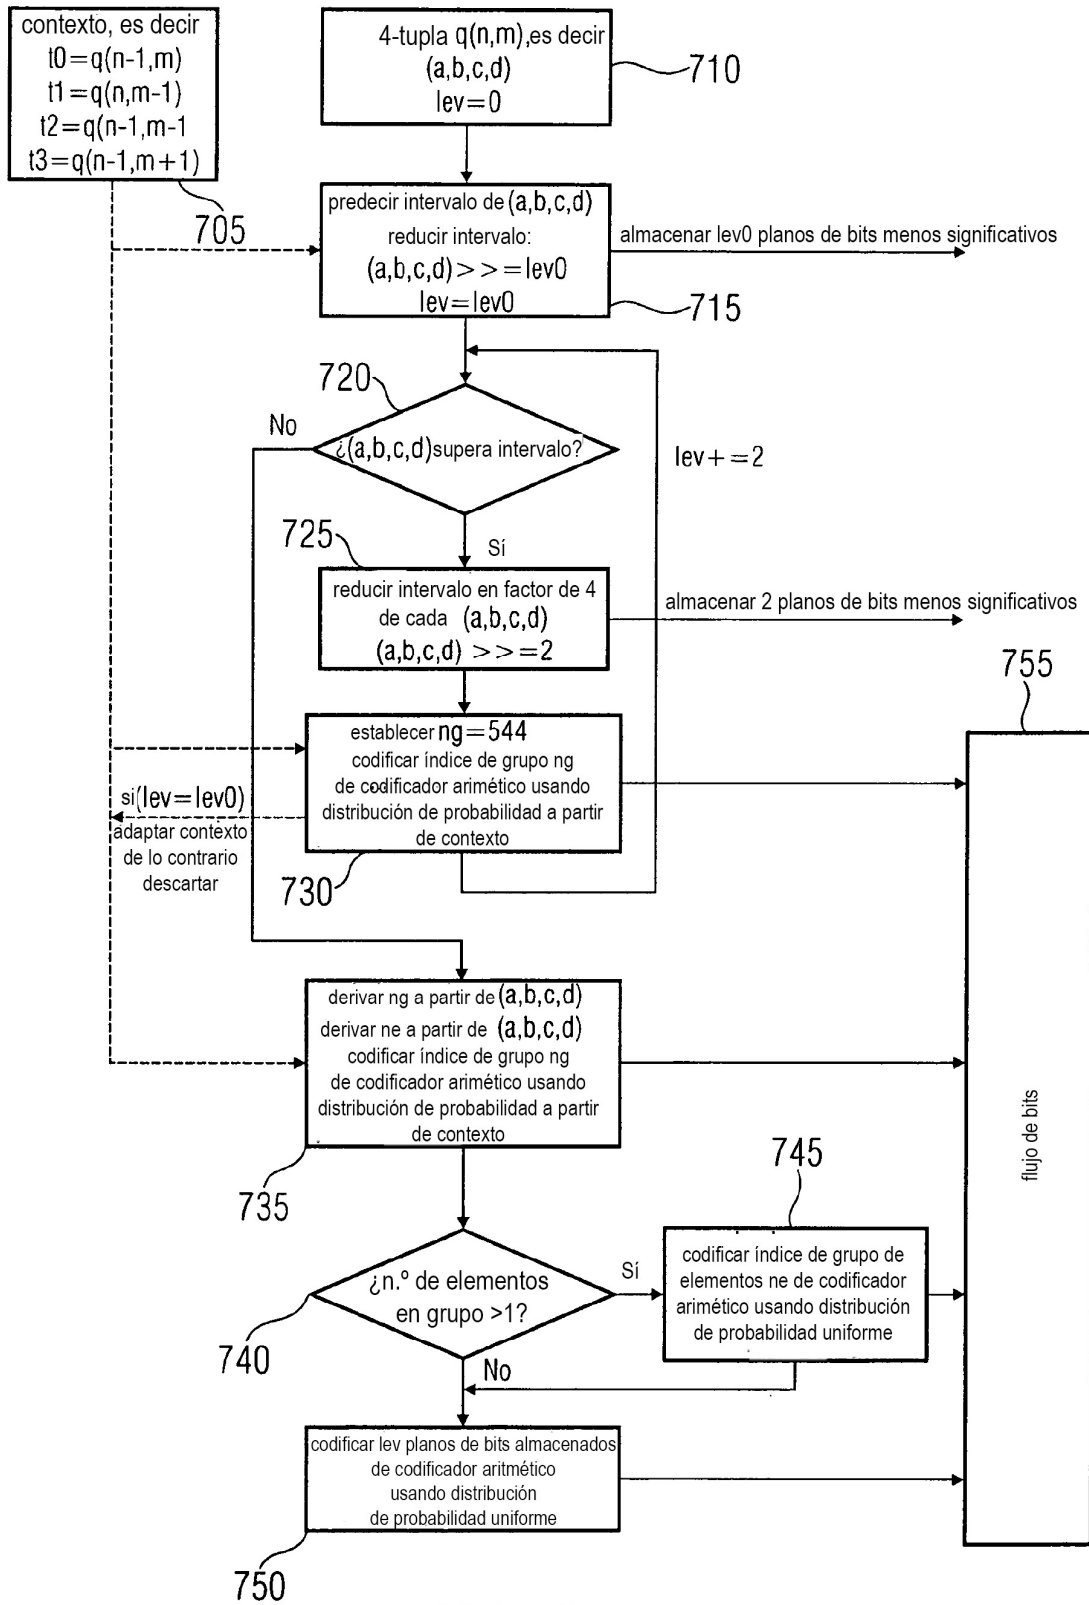 contexto, es decir
t0=q(n-1,m)
t1=q(n,m-1)
t2=q(n-1,m-1
t3=q(n-1,m+1)
705
4-tupla q(n,m),es decir
(a,b,c,d)
lev=0
710
predecir intervalo de (a,b,c,d)
reducir intervalo:
(a,b,c,d)>>=lev0
lev=lev0
715
almacenar lev0 planos de bits menos significativos
720
No
¿(a,b,c,d)supera intervalo?
lev+=2
725
Sí
reducir intervalo en factor de 4
de cada (a,b,c,d)
(a,b,c,d) >>=2
almacenar 2 planos de bits menos significativos
755
establecer ng=544
codificar índice de grupo ng
de codificador arimético usando
distribución de probabilidad a partir
de contexto
730
si(lev=lev0)
adaptar contexto
de lo contrario
descartar
derivar ng a partir de (a,b,c,d)
derivar ne a partir de (a,b,c,d)
codificar índice de grupo ng
de codificador arimético usando
distribución de probabilidad a partir
de contexto
735
flujo de bits
745
¿n.º de elementos
en grupo >1?
740
Sí
No
codificar índice de grupo de
elementos ne de codificador
arimético usando distribución
de probabilidad uniforme
codificar lev planos de bits almacenados
de codificador aritmético
usando distribución
de probabilidad uniforme
750